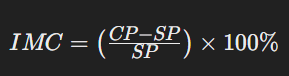 IMC = (CP−SP/SP) × 100%